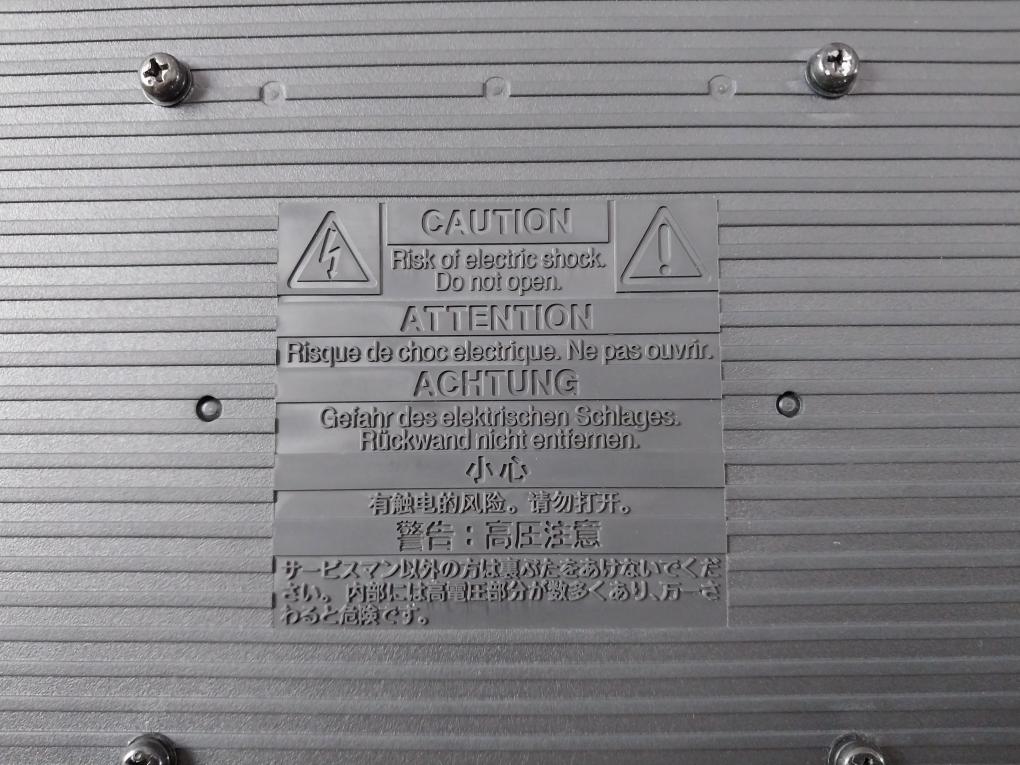 CAUTION
Risk of electric shock.
Do not open.
ATTENTION
Risque de choc electrique. Ne pas ouvrir.
ACHTUNG
Gefahr des elektrischen Schlages.
Rückwand nicht entfernen.
小心
有触电的风险。请勿打开。
警告：高圧注意
サービスマン以外の方は裏ぶたをあけないでくだ
さい。内部には高電圧部分が数多くあり、万一さ
わると危険です。